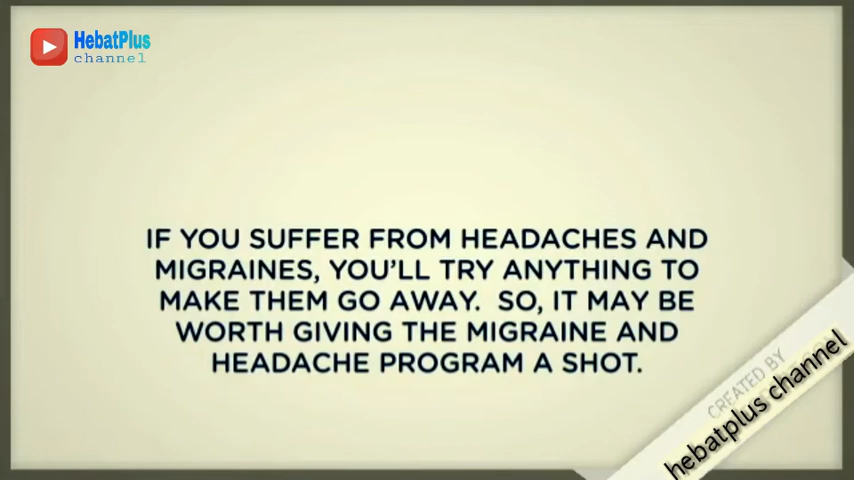 HebatPlus
channel
IF YOU SUFFER FROM HEADACHES AND
MIGRAINES, YOU'LL TRY ANYTHING TO
MAKE THEM GO AWAY. SO, IT MAY BE
WORTH GIVING THE MIGRAINE AND
HEADACHE PROGRAM A SHOT.
CREATED BY
hebatplus channel